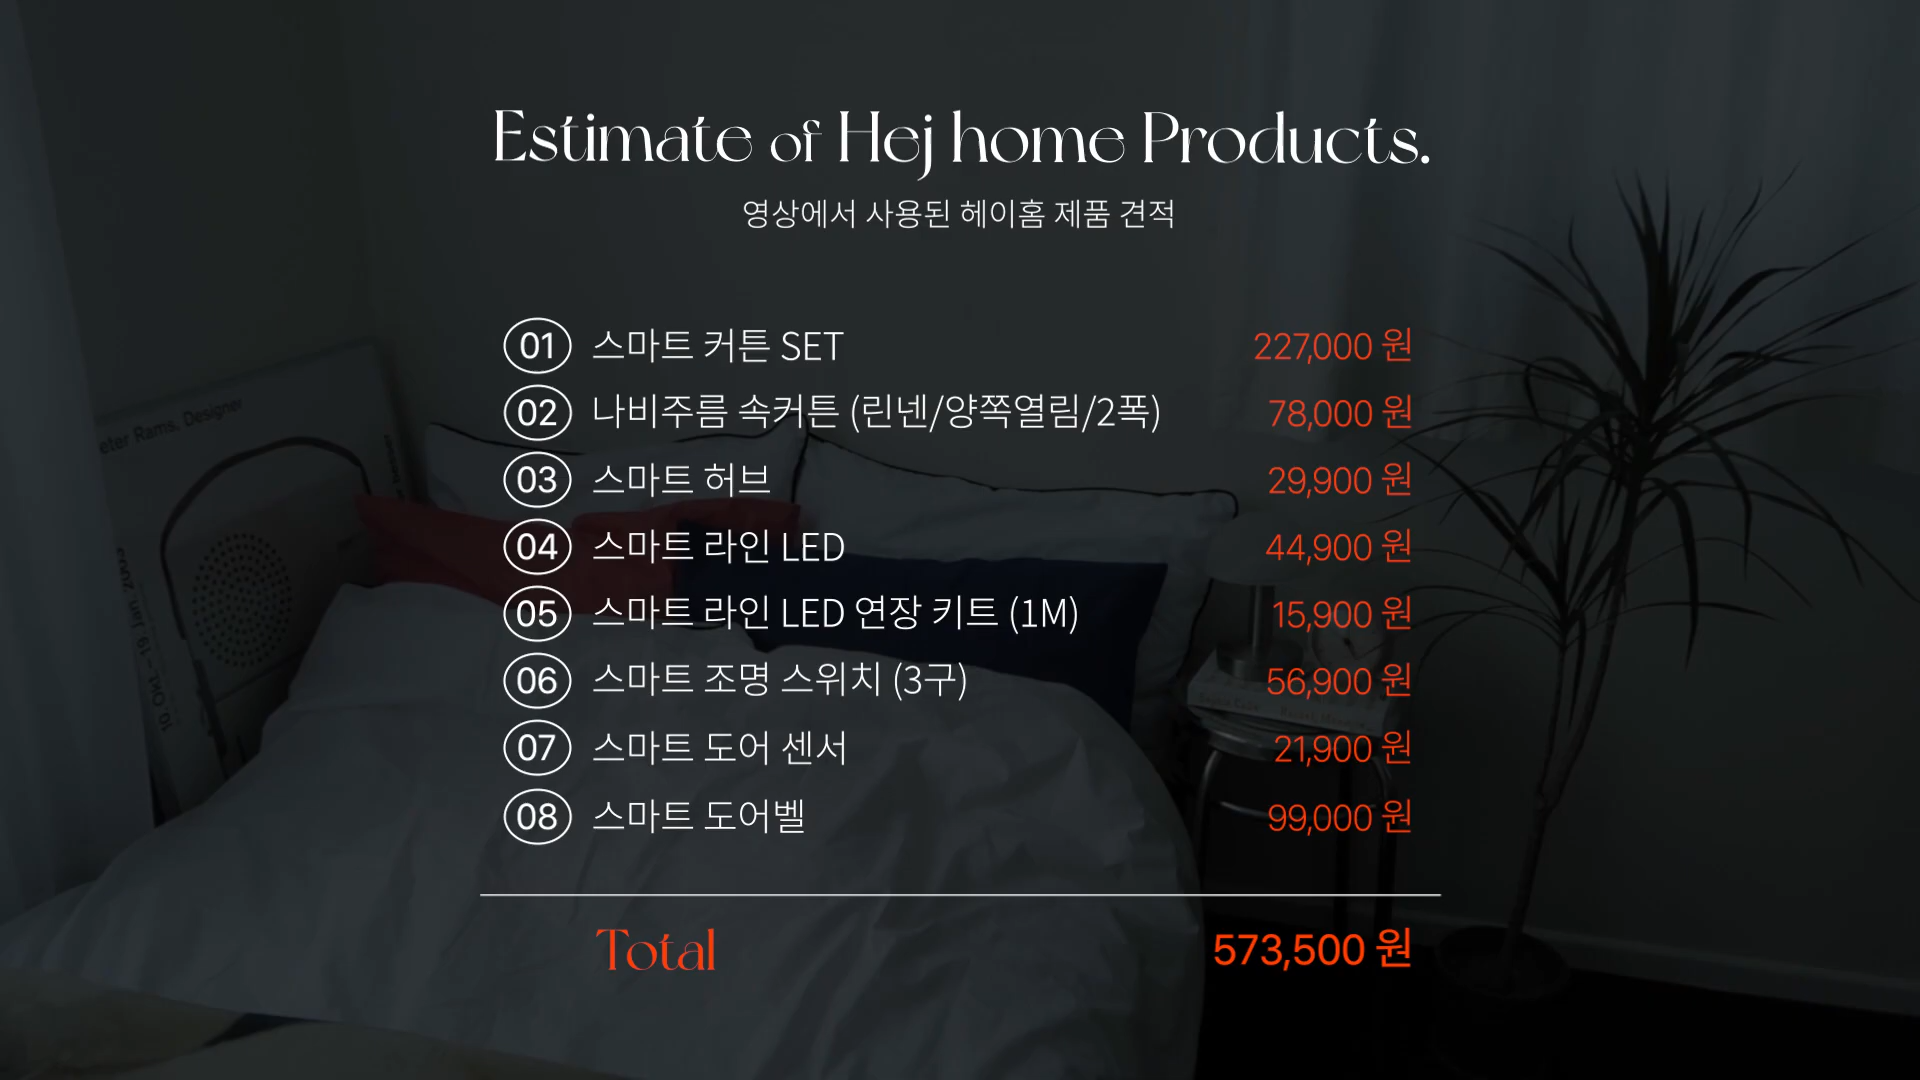 Estimate of Hej home Products.
영상에서 사용된 헤이홈 제품 견적
01 스마트 커튼 SET 227,000 원
02 나비주름 속커튼 (린넨/양쪽열림/2폭) 78,000 원
03 스마트 허브 29,900 원
04 스마트 라인 LED 44,900 원
05 스마트 라인 LED 연장 키트 (1M) 15,900 원
06 스마트 조명 스위치 (3구) 56,900 원
07 스마트 도어 센서 21,900 원
08 스마트 도어벨 99,000 원
Total 573,500 원
eter Rams, Designer